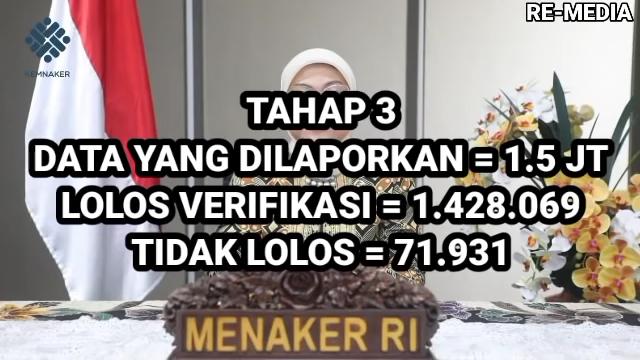 RE-MEDIA
KEMNAKER
TAHAP 3
DATA YANG DILAPORKAN = 1.5 JT
LOLOS VERIFIKASI = 1.428.069
TIDAK LOLOS = 71.931
MENAKER RI